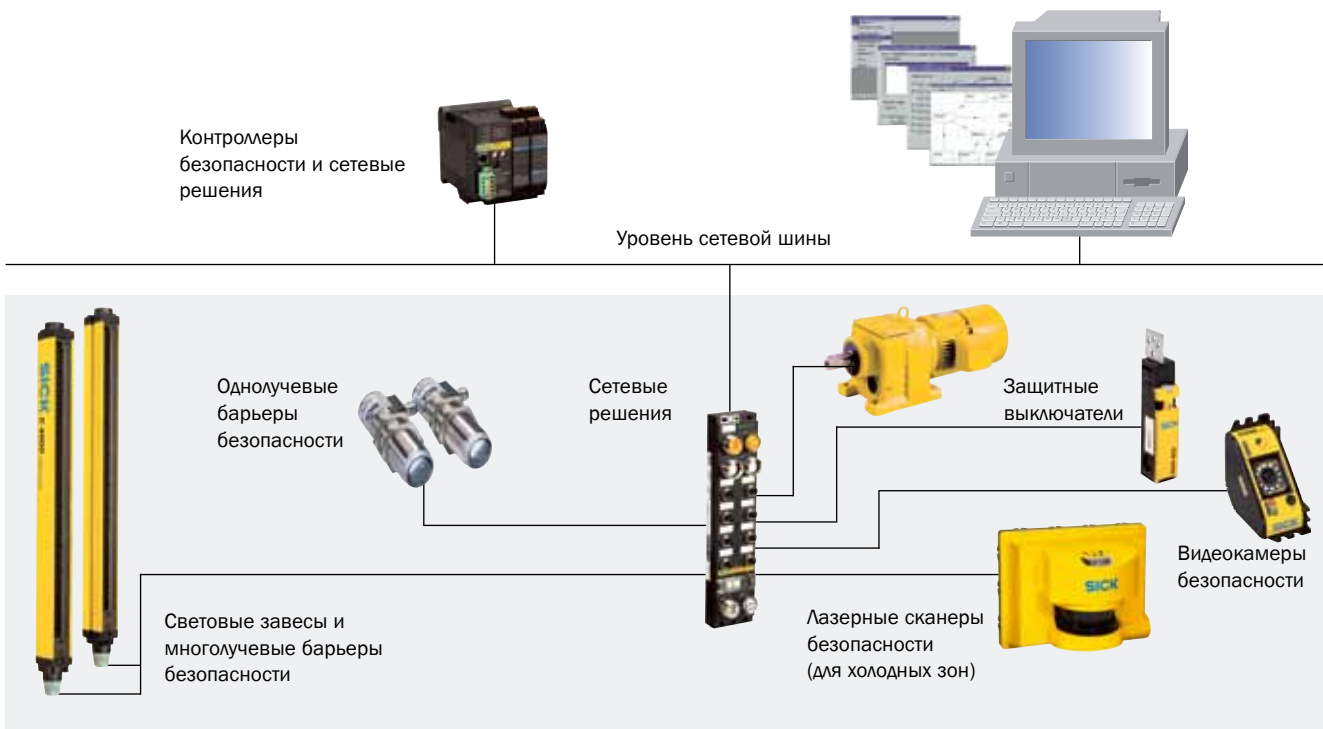 Контроллеры
безопасности и сетевые
решения
Уровень сетевой шины
Однолучевые
барьеры
безопасности
Сетевые
решения
Защитные
выключатели
Видеокамеры
безопасности
Световые завесы и
многолучевые барьеры
безопасности
Лазерные сканеры
безопасности
(для холодных зон)
SICK
SICK
SICK
SICK